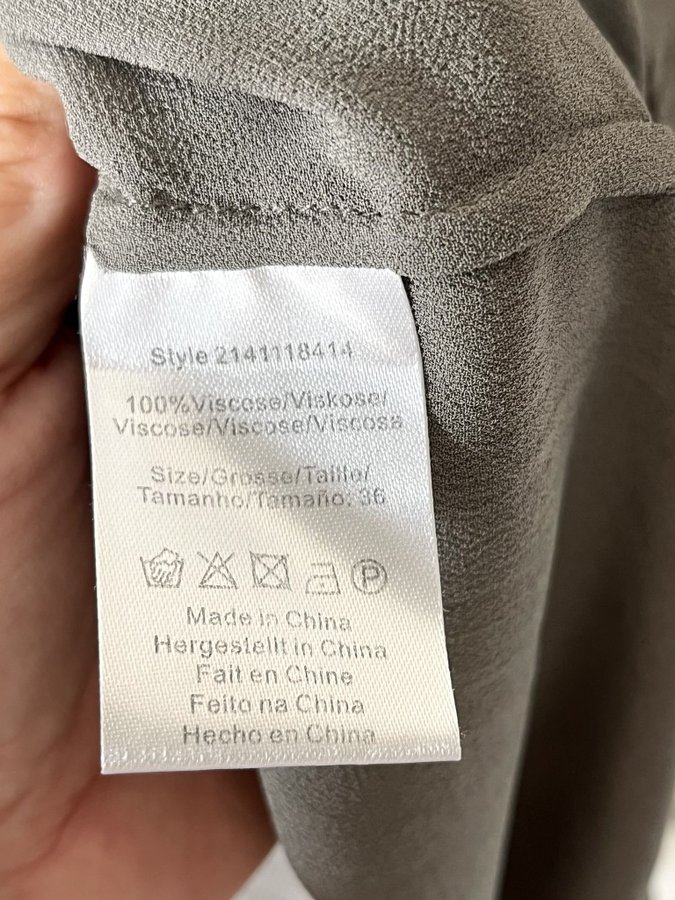 Style 2141118414
100%Viscose/Viskose/
Viscose/Viscose/Viscosa
Size/Grosse/Taille/
Tamanho/Tamaño: 36
P
Made in China
Hergestellt in China
Fait en Chine
Feito na China
Hecho en China